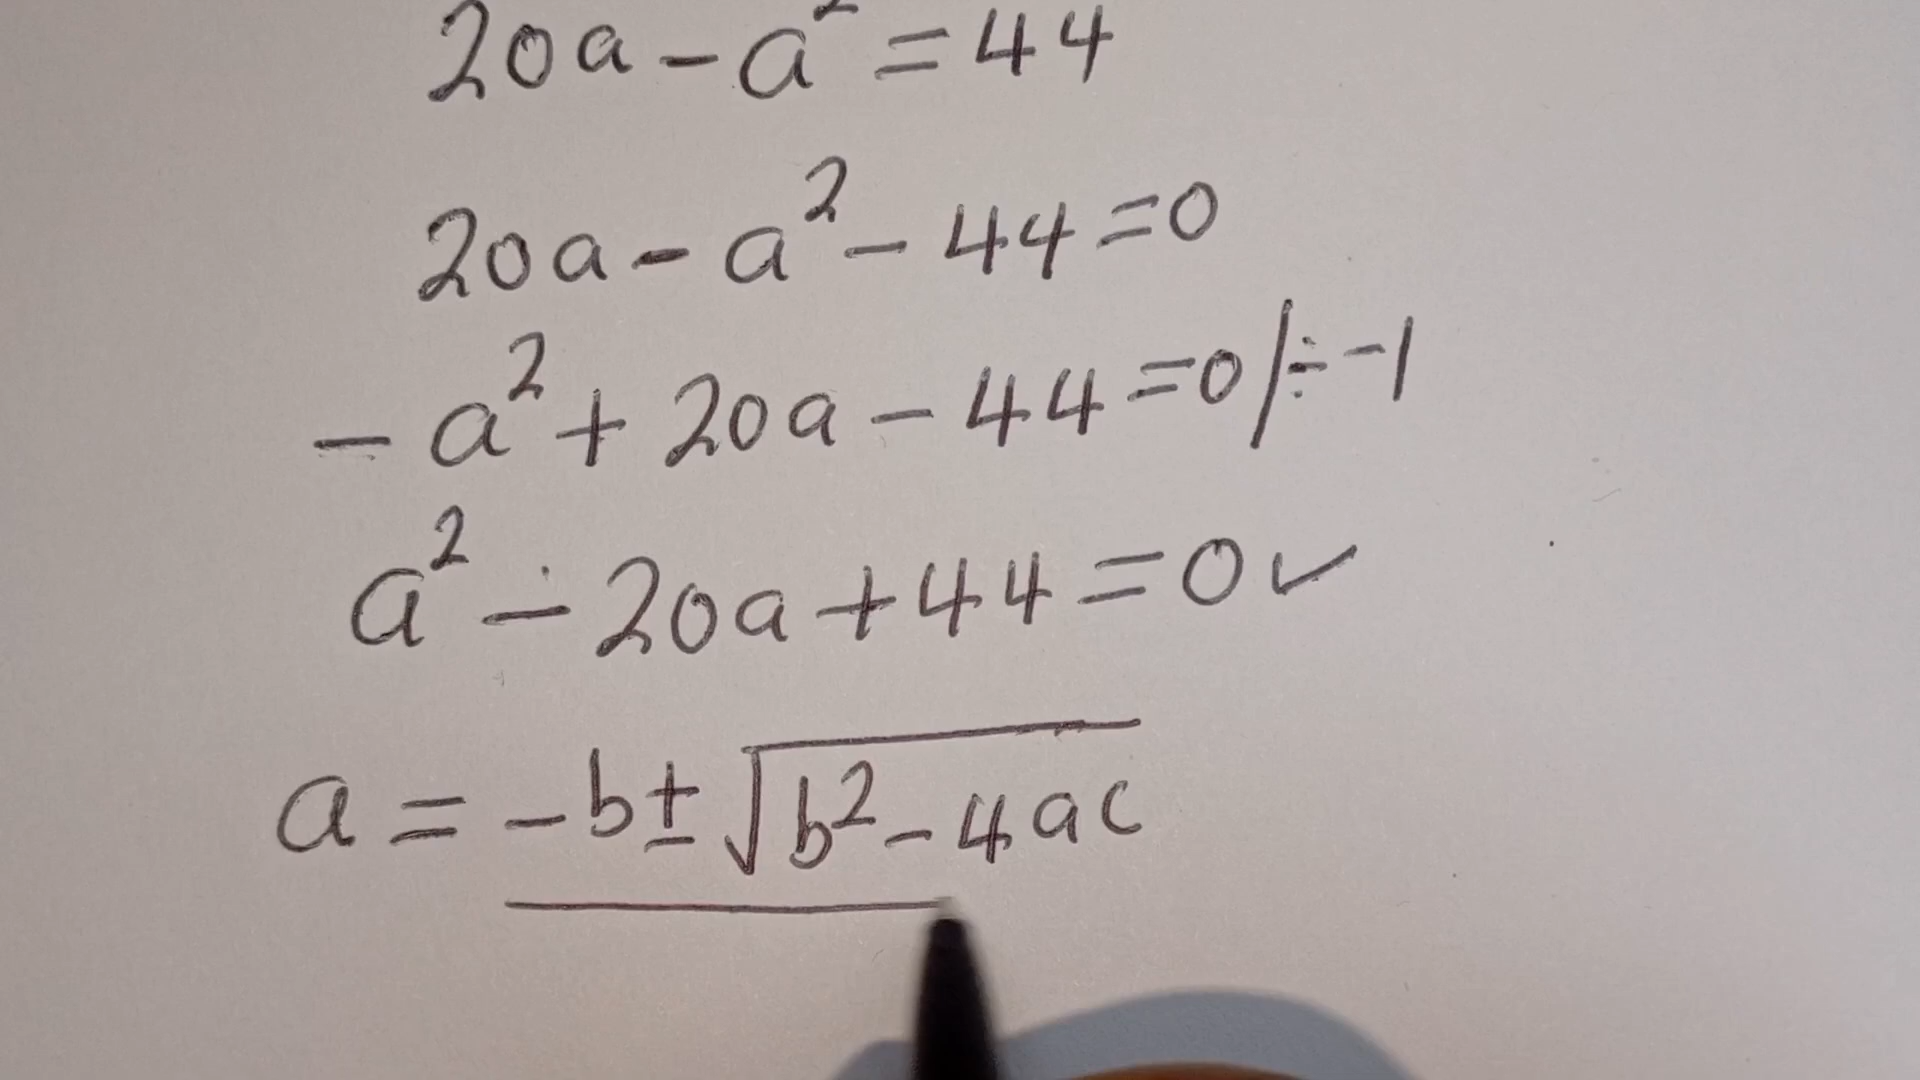 20a - a² = 44
20a - a² - 44 = 0
- a² + 20a - 44 = 0 / ÷ -1
a² - 20a + 44 = 0 ✓
a = -b ± √b² - 4ac